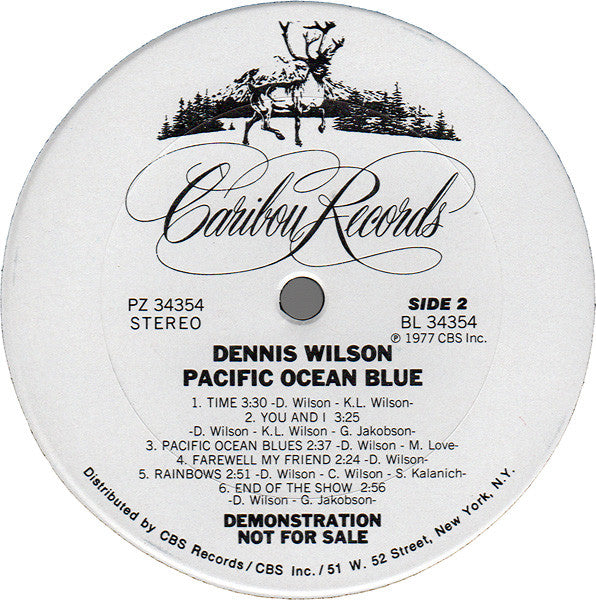 Caribou Records
PZ 34354
STEREO
SIDE 2
BL 34354
℗ 1977 CBS Inc.
DENNIS WILSON
PACIFIC OCEAN BLUE
1. TIME 3:30 -D. Wilson - K.L. Wilson-
2. YOU AND I 3:25
-D. Wilson - K.L. Wilson - G. Jakobson-
3. PACIFIC OCEAN BLUES 2:37 -D. Wilson - M. Love-
4. FAREWELL MY FRIEND 2:24 -D. Wilson-
5. RAINBOWS 2:51 -D. Wilson - C. Wilson - S. Kalanich-
6. END OF THE SHOW 2:56
-D. Wilson - G. Jakobson-
DEMONSTRATION
NOT FOR SALE
Distributed by CBS Records/CBS Inc./51 W. 52 Street, New York, N.Y.